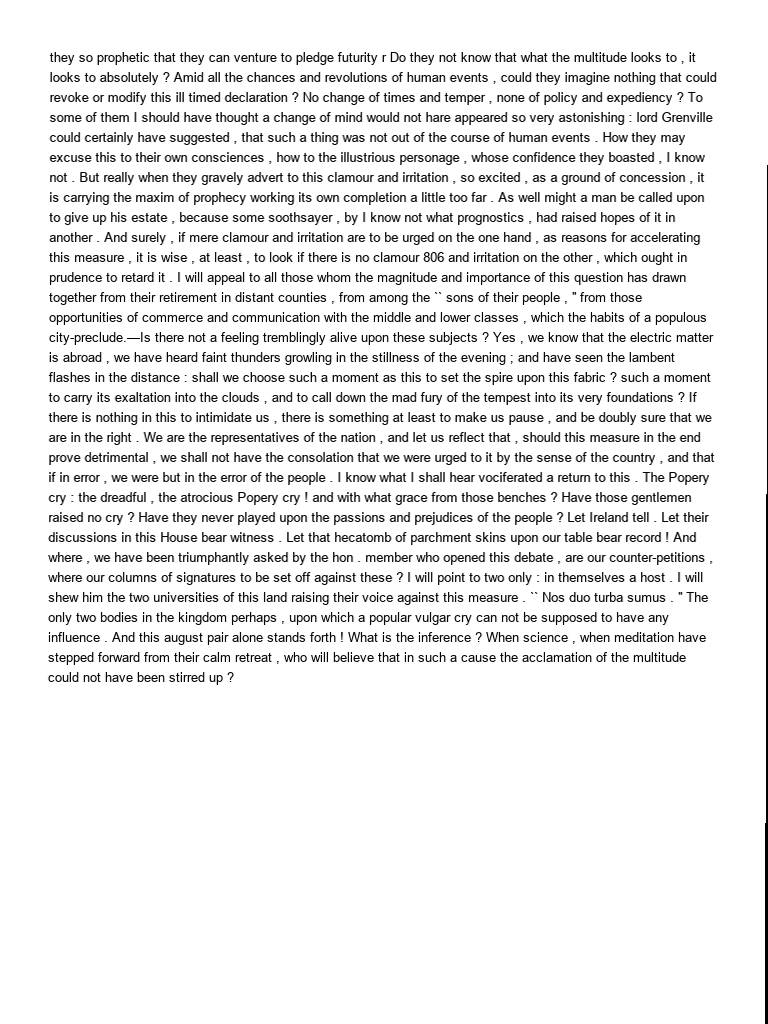 they so prophetic that they can venture to pledge futurity r Do they not know that what the multitude looks to , it
looks to absolutely ? Amid all the chances and revolutions of human events , could they imagine nothing that could
revoke or modify this ill timed declaration ? No change of times and temper , none of policy and expediency ? To
some of them I should have thought a change of mind would not hare appeared so very astonishing : lord Grenville
could certainly have suggested , that such a thing was not out of the course of human events . How they may
excuse this to their own consciences , how to the illustrious personage , whose confidence they boasted , I know
not . But really when they gravely advert to this clamour and irritation , so excited , as a ground of concession , it
is carrying the maxim of prophecy working its own completion a little too far . As well might a man be called upon
to give up his estate , because some soothsayer , by I know not what prognostics , had raised hopes of it in
another . And surely , if mere clamour and irritation are to be urged on the one hand , as reasons for accelerating
this measure , it is wise , at least , to look if there is no clamour 806 and irritation on the other , which ought in
prudence to retard it . I will appeal to all those whom the magnitude and importance of this question has drawn
together from their retirement in distant counties , from among the `` sons of their people , '' from those
opportunities of commerce and communication with the middle and lower classes , which the habits of a populous
city-preclude.—Is there not a feeling tremblingly alive upon these subjects ? Yes , we know that the electric matter
is abroad , we have heard faint thunders growling in the stillness of the evening ; and have seen the lambent
flashes in the distance : shall we choose such a moment as this to set the spire upon this fabric ? such a moment
to carry its exaltation into the clouds , and to call down the mad fury of the tempest into its very foundations ? If
there is nothing in this to intimidate us , there is something at least to make us pause , and be doubly sure that we
are in the right . We are the representatives of the nation , and let us reflect that , should this measure in the end
prove detrimental , we shall not have the consolation that we were urged to it by the sense of the country , and that
if in error , we were but in the error of the people . I know what I shall hear vociferated a return to this . The Popery
cry : the dreadful , the atrocious Popery cry ! and with what grace from those benches ? Have those gentlemen
raised no cry ? Have they never played upon the passions and prejudices of the people ? Let Ireland tell . Let their
discussions in this House bear witness . Let that hecatomb of parchment skins upon our table bear record ! And
where , we have been triumphantly asked by the hon . member who opened this debate , are our counter-petitions ,
where our columns of signatures to be set off against these ? I will point to two only : in themselves a host . I will
shew him the two universities of this land raising their voice against this measure . `` Nos duo turba sumus . '' The
only two bodies in the kingdom perhaps , upon which a popular vulgar cry can not be supposed to have any
influence . And this august pair alone stands forth ! What is the inference ? When science , when meditation have
stepped forward from their calm retreat , who will believe that in such a cause the acclamation of the multitude
could not have been stirred up ?